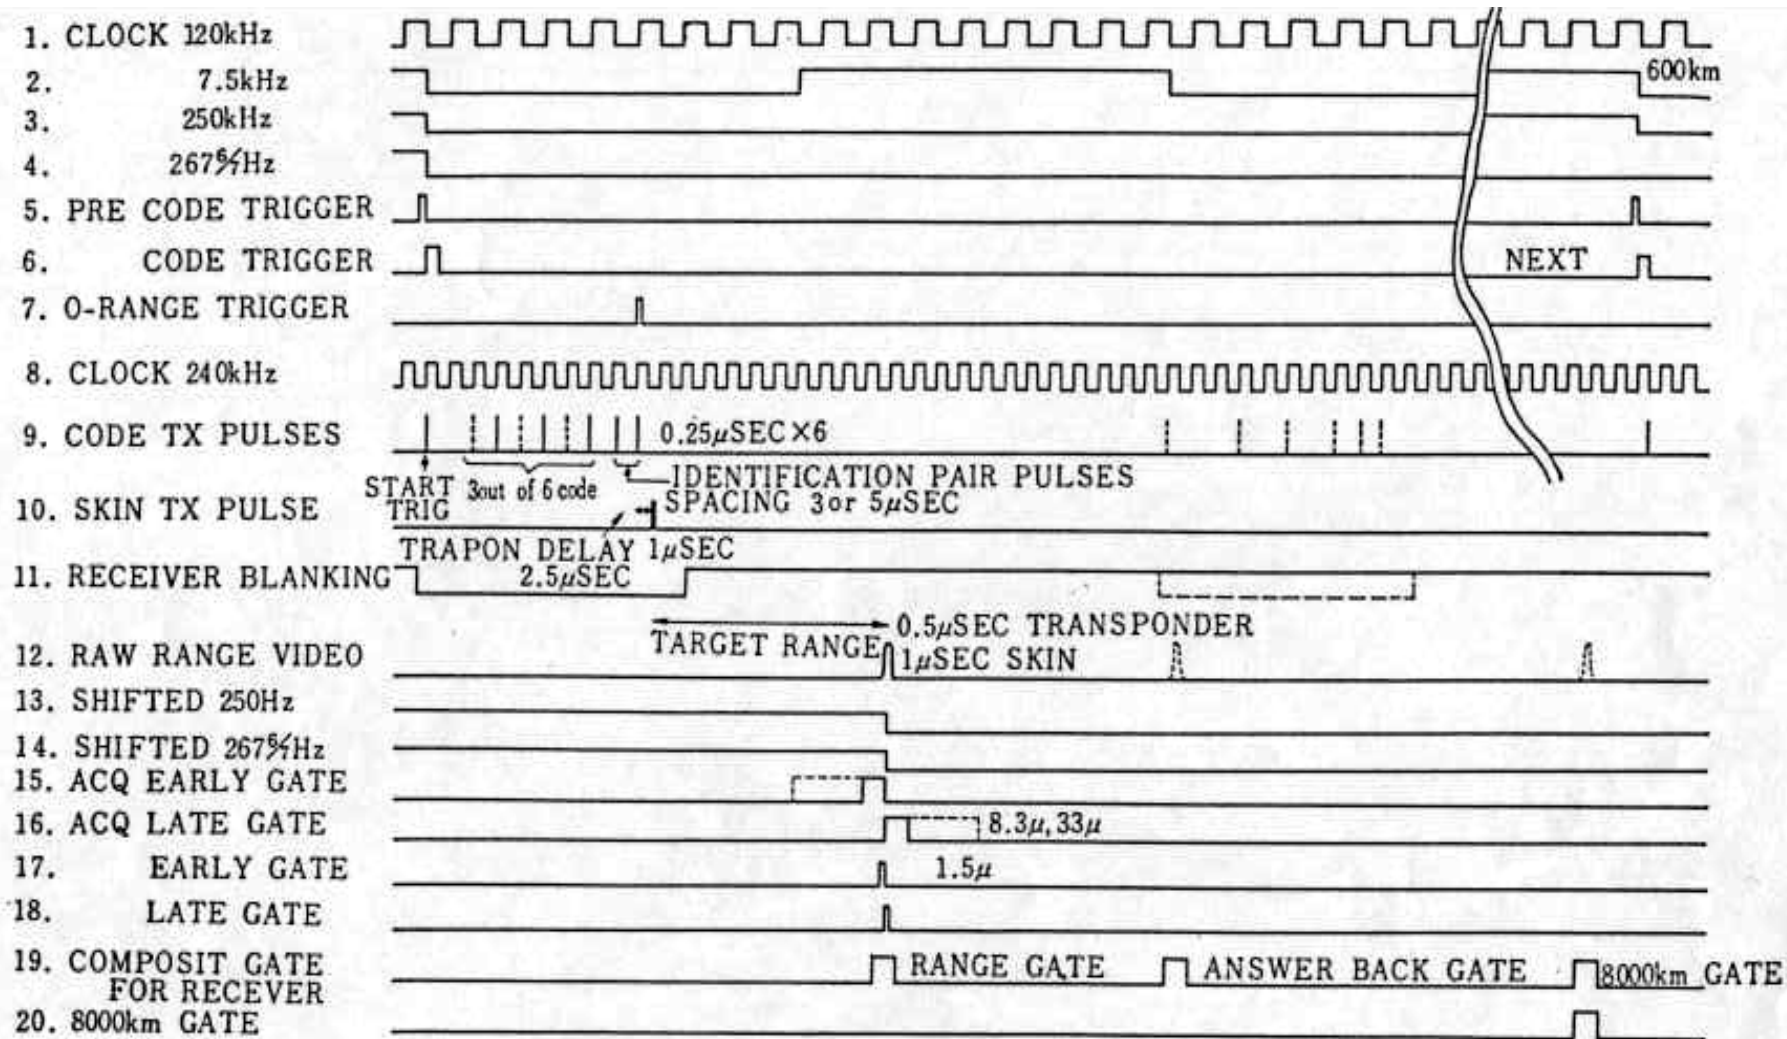 1. CLOCK 120kHz
2. 7.5kHz
600km
3. 250kHz
4. 267 Hz
5. PRE CODE TRIGGER
6. CODE TRIGGER
NEXT
7. O-RANGE TRIGGER
8. CLOCK 240kHz
9. CODE TX PULSES
0.25μSEC×6
START TRIG
3out of 6 code
IDENTIFICATION PAIR PULSES
SPACING 3or 5μSEC
10. SKIN TX PULSE
TRAPON DELAY 1μSEC
11. RECEIVER BLANKING
2.5μSEC
TARGET RANGE
0.5μSEC TRANSPONDER
1μSEC SKIN
12. RAW RANGE VIDEO
13. SHIFTED 250Hz
14. SHIFTED 267 Hz
15. ACQ EARLY GATE
16. ACQ LATE GATE
8.3μ,33μ
17. EARLY GATE
1.5μ
18. LATE GATE
19. COMPOSIT GATE
FOR RECEVER
RANGE GATE
ANSWER BACK GATE
8000km GATE
20. 8000km GATE